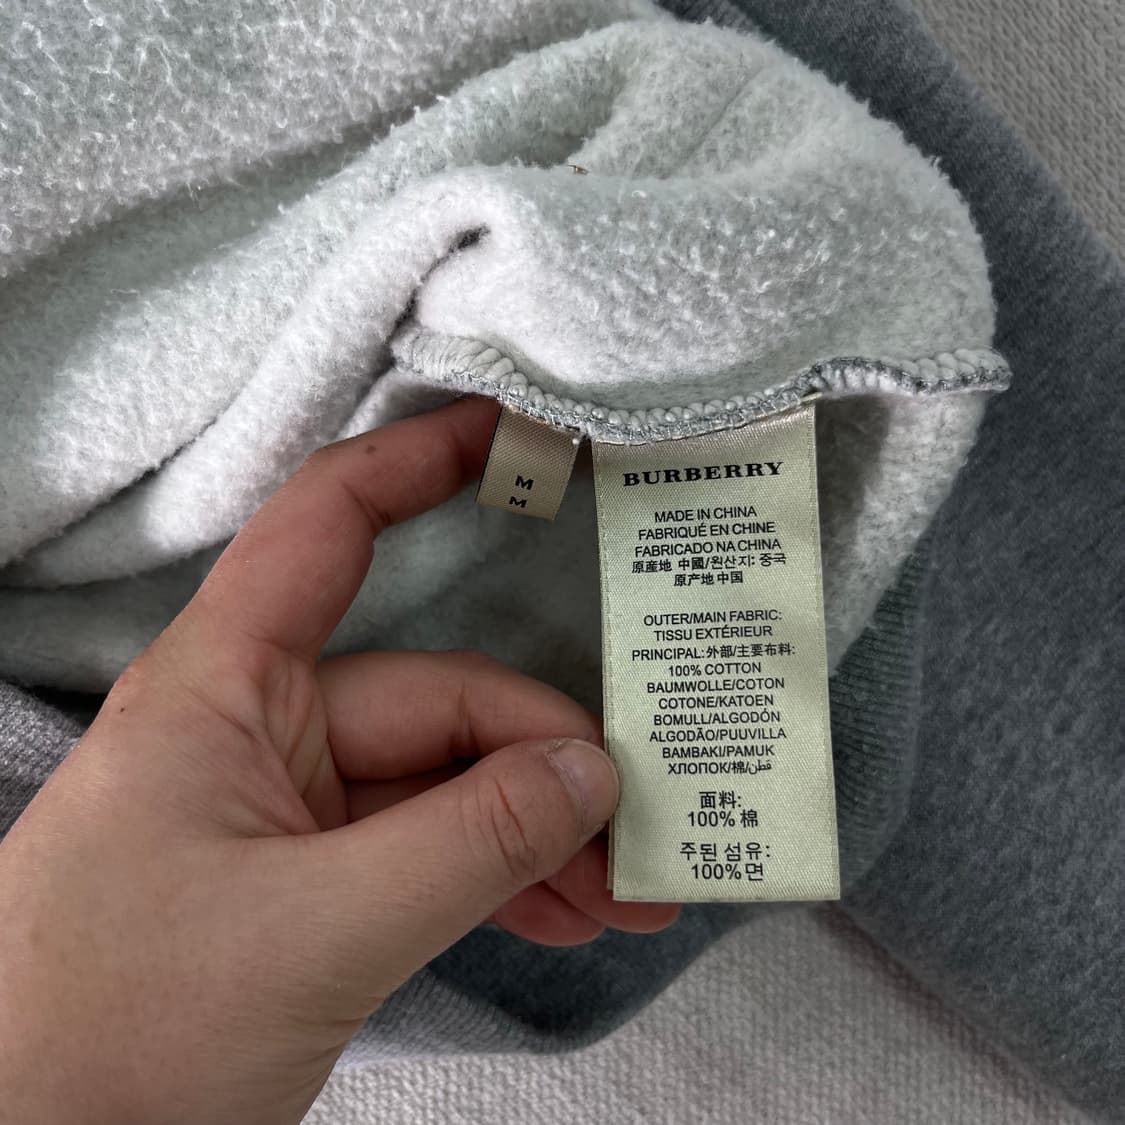 M
M
BURBERRY
MADE IN CHINA
FABRIQUÉ EN CHINE
FABRICADO NA CHINA
原産地 中國/원산지: 중국
原产地 中国
OUTER/MAIN FABRIC:
TISSU EXTÉRIEUR
PRINCIPAL:外部/主要布料:
100% COTTON
BAUMWOLLE/COTON
COTONE/KATOEN
BOMULL/ALGODÓN
ALGODÃO/PUUVILLA
BAMBAKI/PAMUK
ХЛОПОК/棉/قطن
面料:
100% 棉
주된 섬유:
100%면